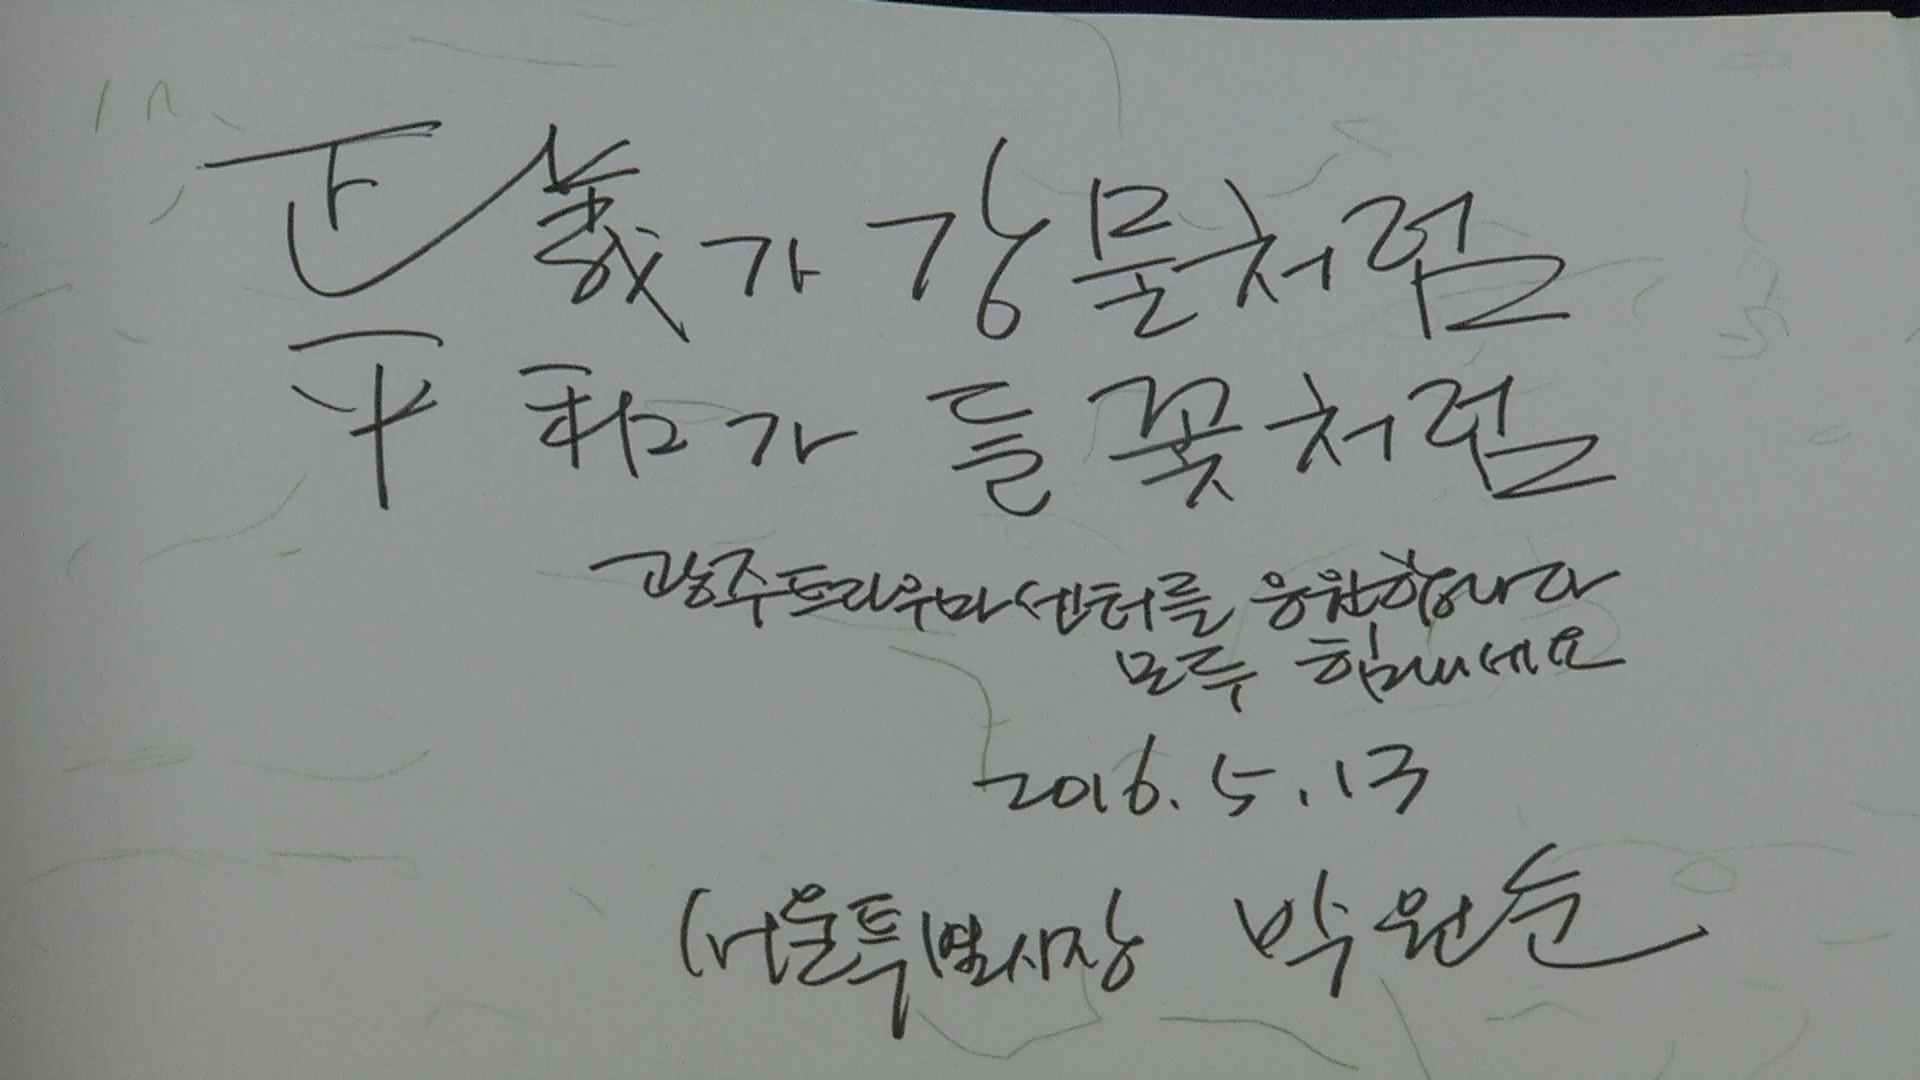 正義가 강물처럼
平和가 들꽃처럼
광주트라우마센터를 응원합니다
모두 힘내세요
2016. 5. 13
서울특별시장 박원순